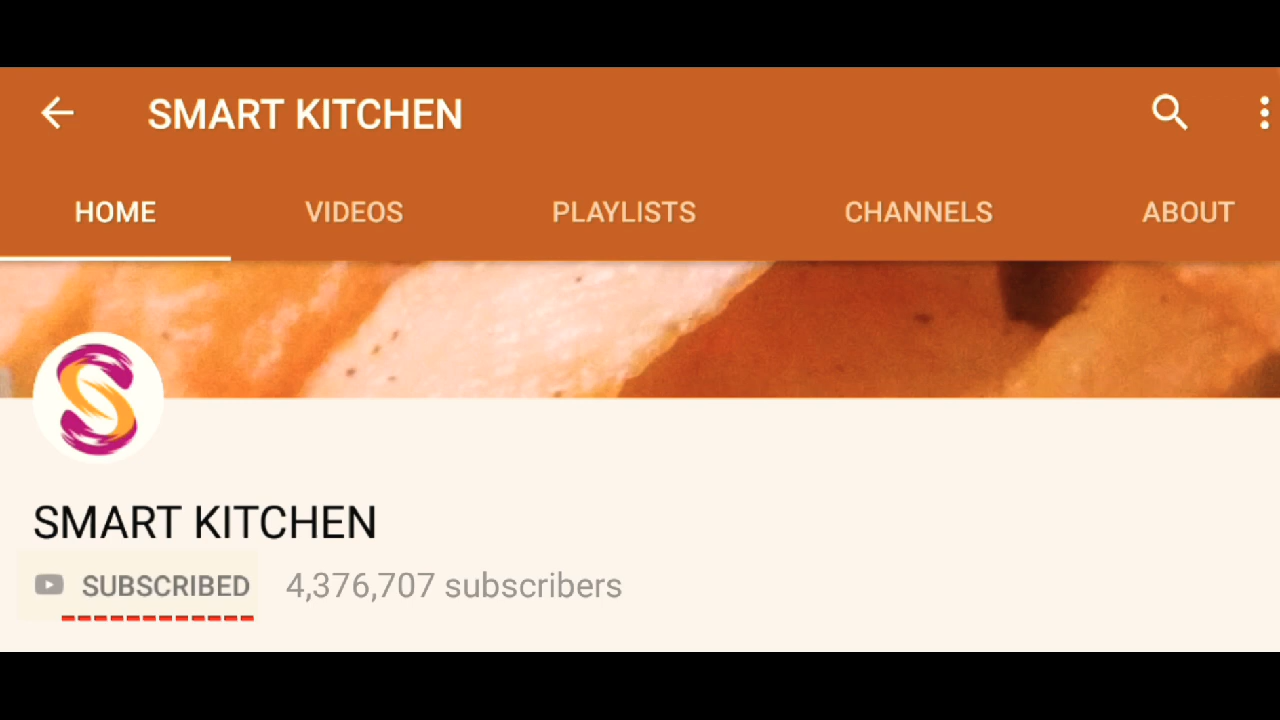 SMART KITCHEN
HOME VIDEOS PLAYLISTS CHANNELS ABOUT
SMART KITCHEN
SUBSCRIBED 4,376,707 subscribers